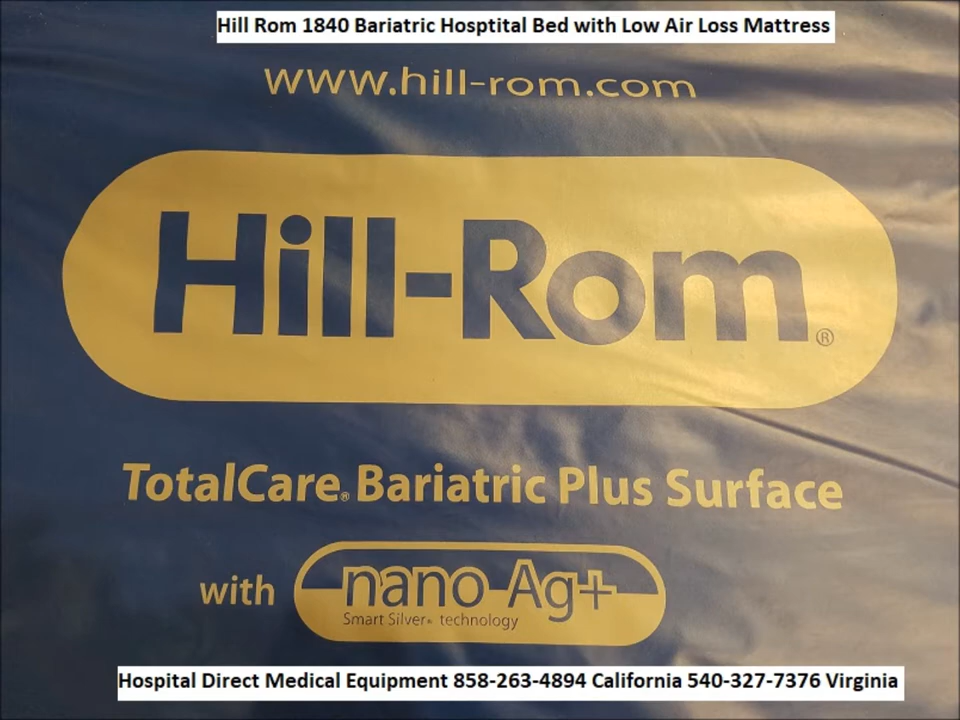 Hill Rom 1840 Bariatric Hosptital Bed with Low Air Loss Mattress
www.hill-rom.com
Hill-Rom®
TotalCare® Bariatric Plus Surface
with nano-Ag+
Smart Silver® technology
Hospital Direct Medical Equipment 858-263-4894 California 540-327-7376 Virginia